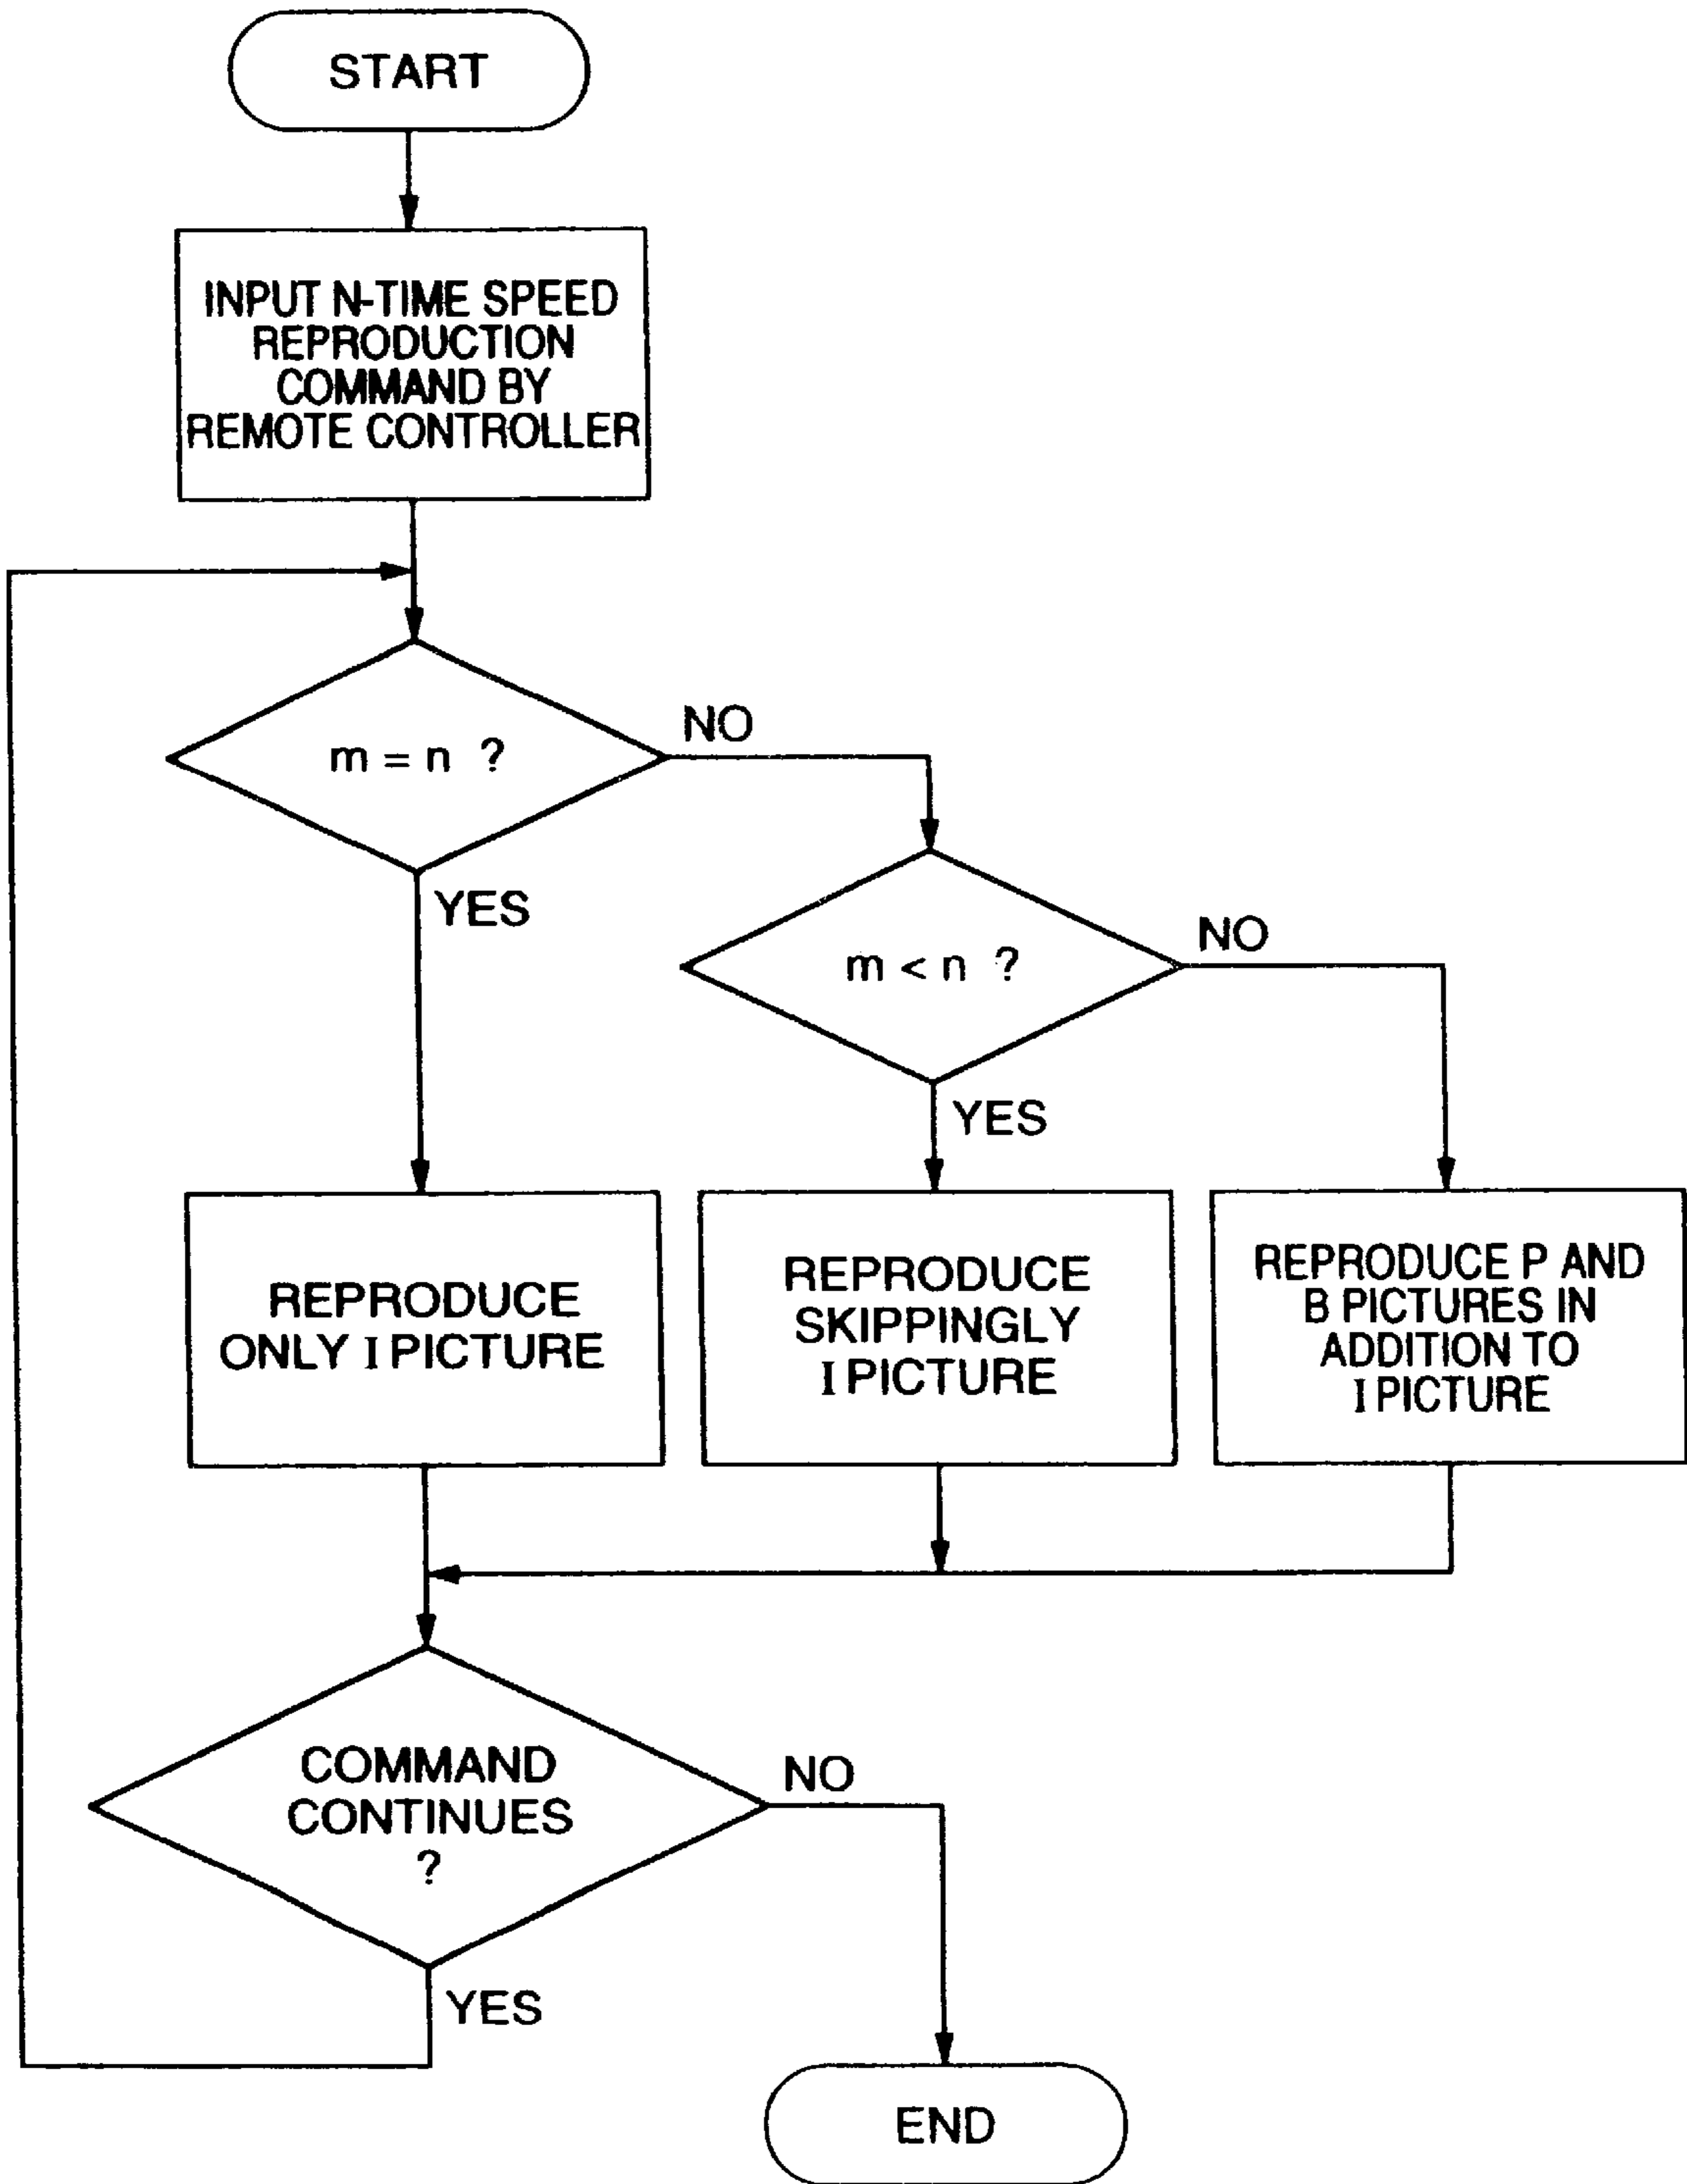 START
INPUT N-TIME SPEED
REPRODUCTION
COMMAND BY
REMOTE CONTROLLER
m = n ?
NO
YES
m < n ?
NO
YES
REPRODUCE
ONLY I PICTURE
REPRODUCE
SKIPPINGLY
I PICTURE
REPRODUCE P AND
B PICTURES IN
ADDITION TO
I PICTURE
COMMAND
CONTINUES
?
NO
YES
END